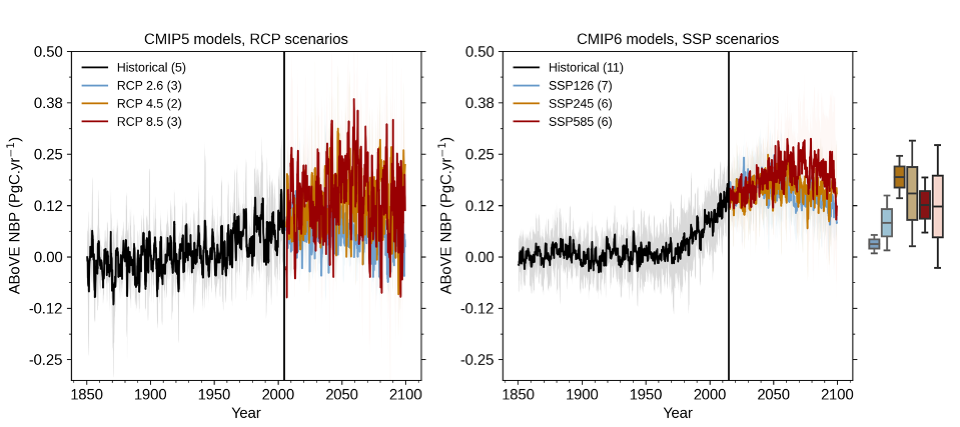 CMIP5 models, RCP scenarios
ABoVE NBP (PgC.yr⁻¹)
0.50
0.38
0.25
0.12
0.00
-0.12
-0.25
Historical (5)
RCP 2.6 (3)
RCP 4.5 (2)
RCP 8.5 (3)
1850 1900 1950 2000 2050 2100
Year
CMIP6 models, SSP scenarios
ABoVE NBP (PgC.yr⁻¹)
0.50
0.38
0.25
0.12
0.00
-0.12
-0.25
Historical (11)
SSP126 (7)
SSP245 (6)
SSP585 (6)
1850 1900 1950 2000 2050 2100
Year